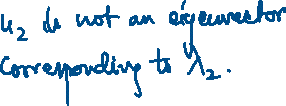 u₂ is not an eigenvector
corresponding to λ₂.